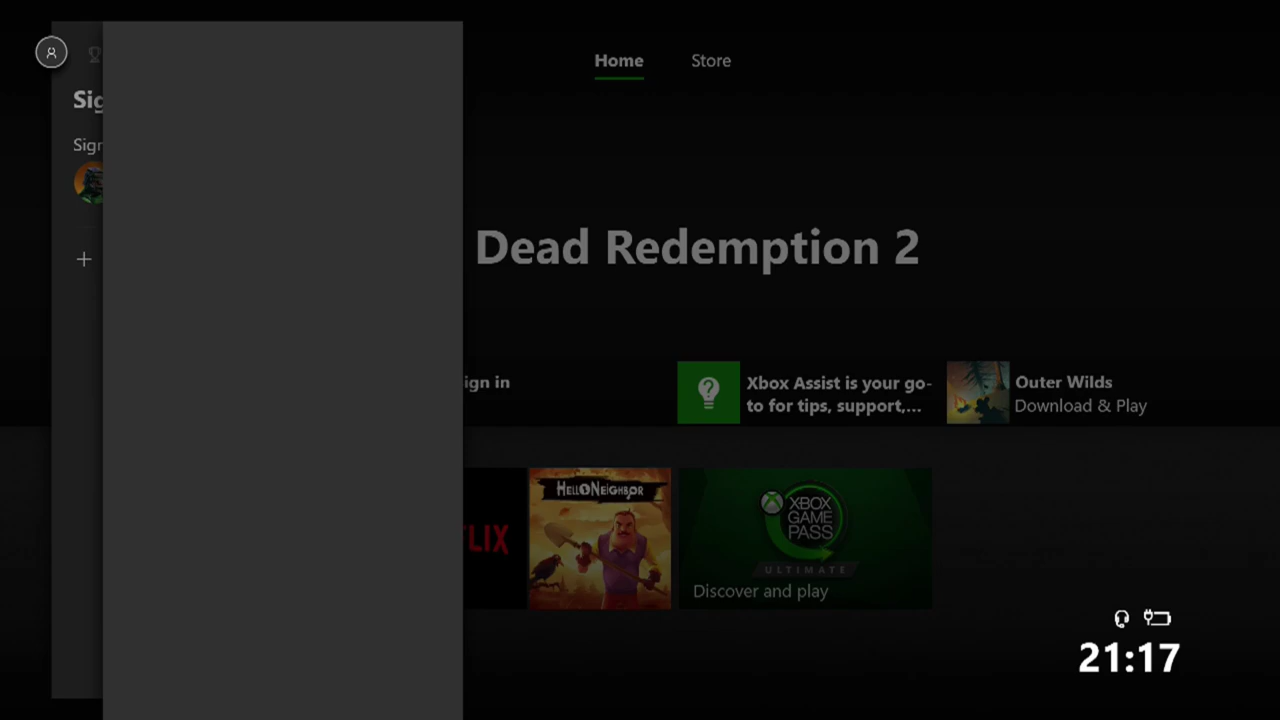 Home
Store
Sig
Sign
Dead Redemption 2
ign in
Xbox Assist is your go-
to for tips, support,...
Outer Wilds
Download & Play
LIX
HELLO NEIGHBOR
XBOX
GAME
PASS
ULTIMATE
Discover and play
21:17